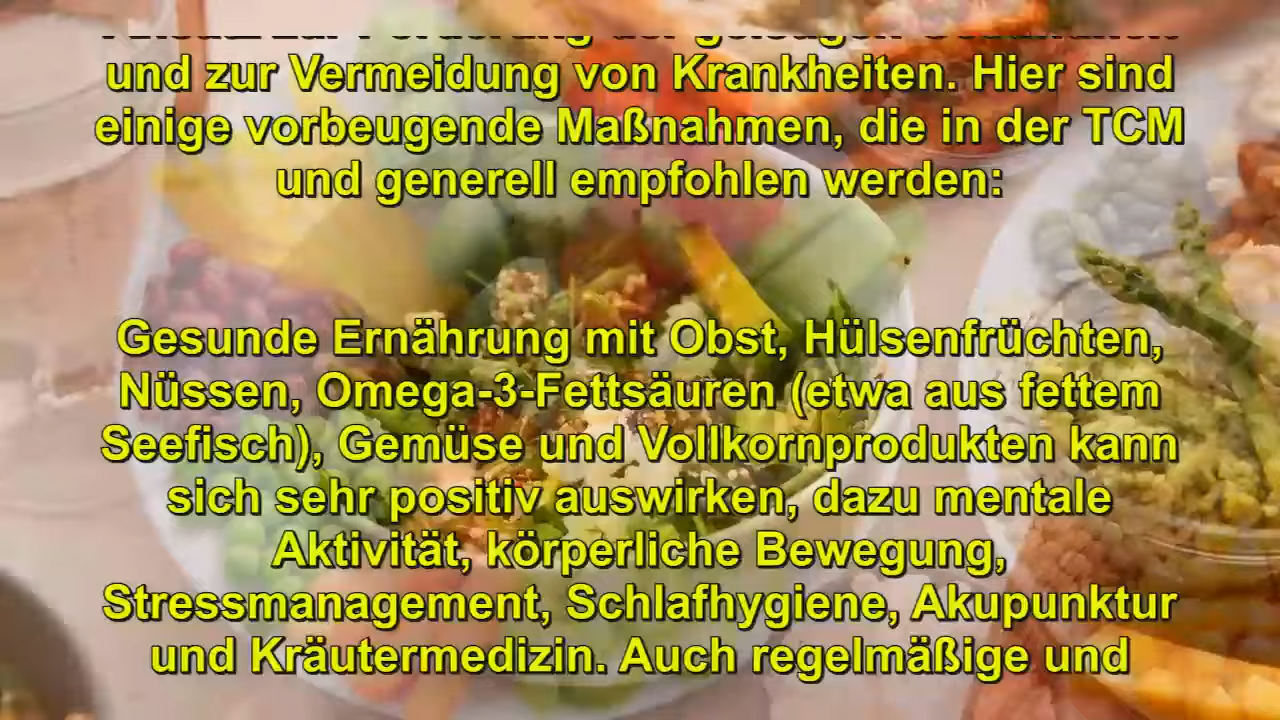 und zur Vermeidung von Krankheiten. Hier sind
einige vorbeugende Maßnahmen, die in der TCM
und generell empfohlen werden:
Gesunde Ernährung mit Obst, Hülsenfrüchten,
Nüssen, Omega-3-Fettsäuren (etwa aus fettem
Seefisch), Gemüse und Vollkornprodukten kann
sich sehr positiv auswirken, dazu mentale
Aktivität, körperliche Bewegung,
Stressmanagement, Schlafhygiene, Akupunktur
und Kräutermedizin. Auch regelmäßige und